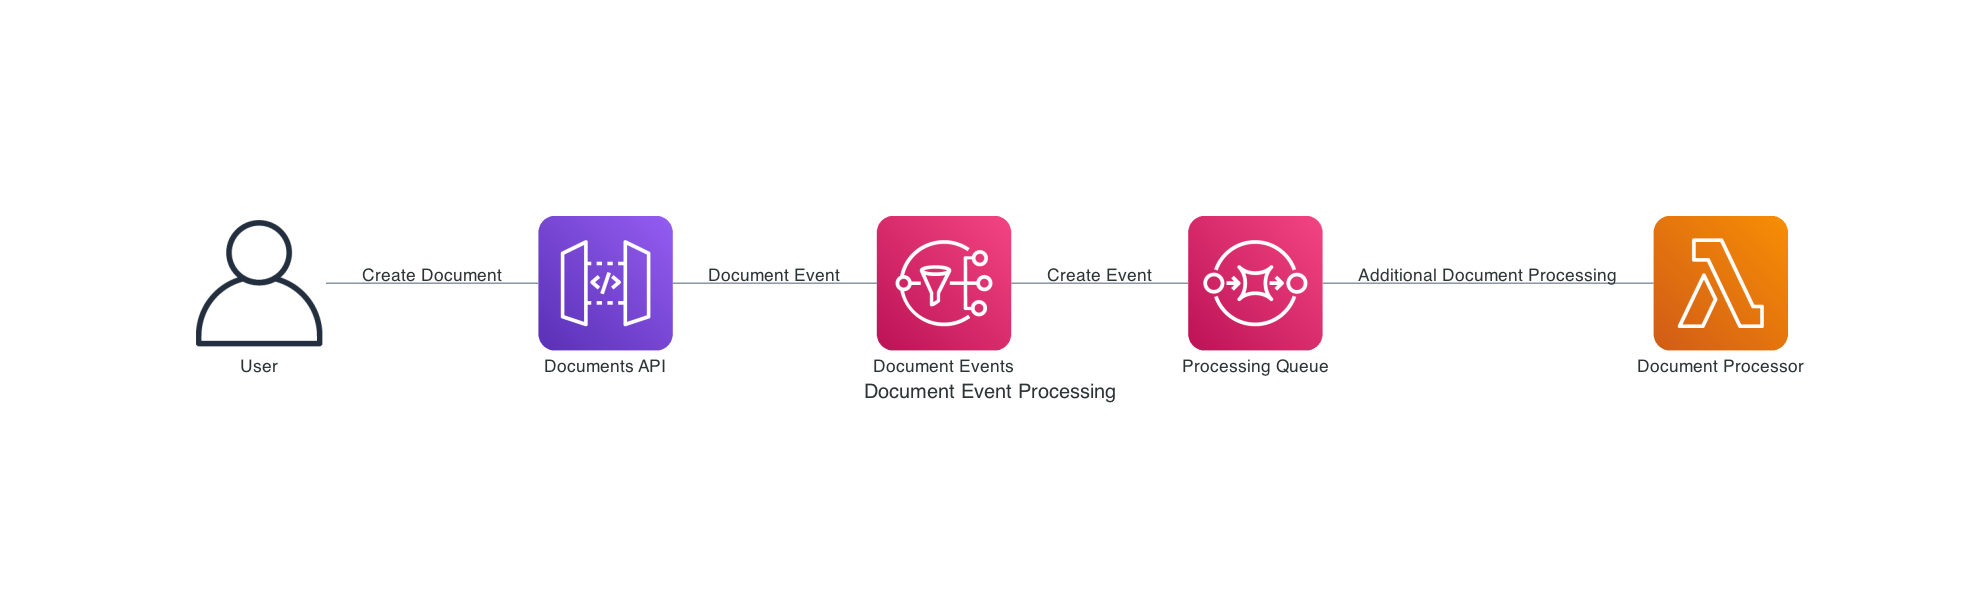 Create Document
Document Event
Create Event
Additional Document Processing
User
Documents API
Document Events
Processing Queue
Document Processor
Document Event Processing